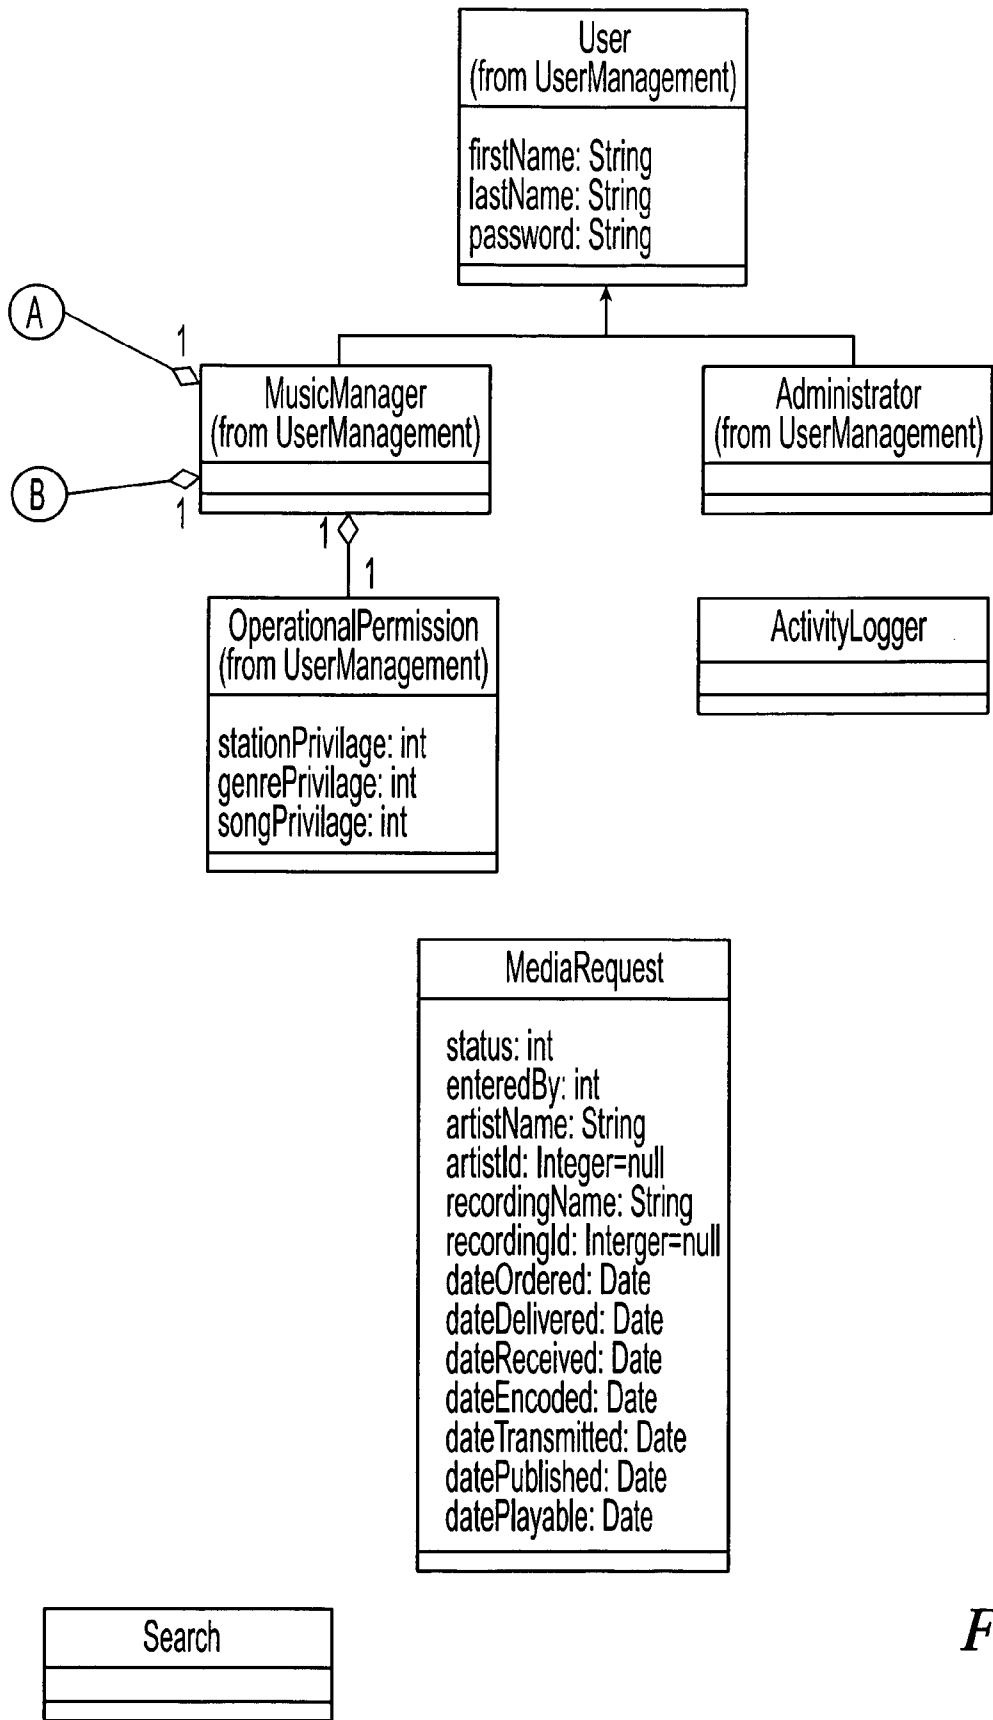 User
(from UserManagement)
firstName: String
lastName: String
password: String
A
1
MusicManager
(from UserManagement)
Administrator
(from UserManagement)
B
1
1
1
OperationalPermission
(from UserManagement)
stationPrivilage: int
genrePrivilage: int
songPrivilage: int
ActivityLogger
MediaRequest
status: int
enteredBy: int
artistName: String
artistId: Integer=null
recordingName: String
recordingId: Interger=null
dateOrdered: Date
dateDelivered: Date
dateReceived: Date
dateEncoded: Date
dateTransmitted: Date
datePublished: Date
datePlayable: Date
Search
F